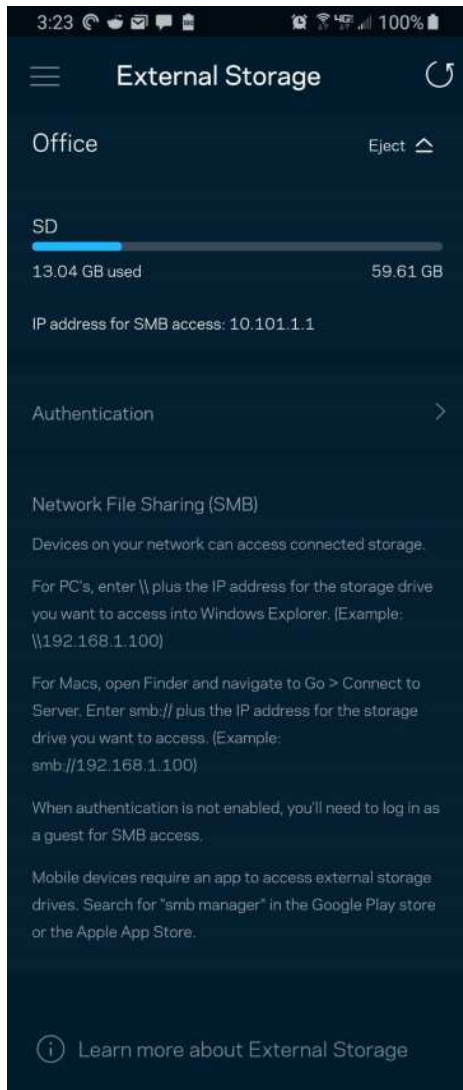 3:23 100%
External Storage
Office Eject
SD
13.04 GB used 59.61 GB
IP address for SMB access: 10.101.1.1
Authentication
Network File Sharing (SMB)
Devices on your network can access connected storage.
For PC's, enter \\ plus the IP address for the storage drive
you want to access into Windows Explorer. (Example:
\\192.168.1.100)
For Macs, open Finder and navigate to Go > Connect to
Server. Enter smb:// plus the IP address for the storage
drive you want to access. (Example:
smb://192.168.1.100)
When authentication is not enabled, you'll need to log in as
a guest for SMB access.
Mobile devices require an app to access external storage
drives. Search for "smb manager" in the Google Play store
or the Apple App Store.
Learn more about External Storage